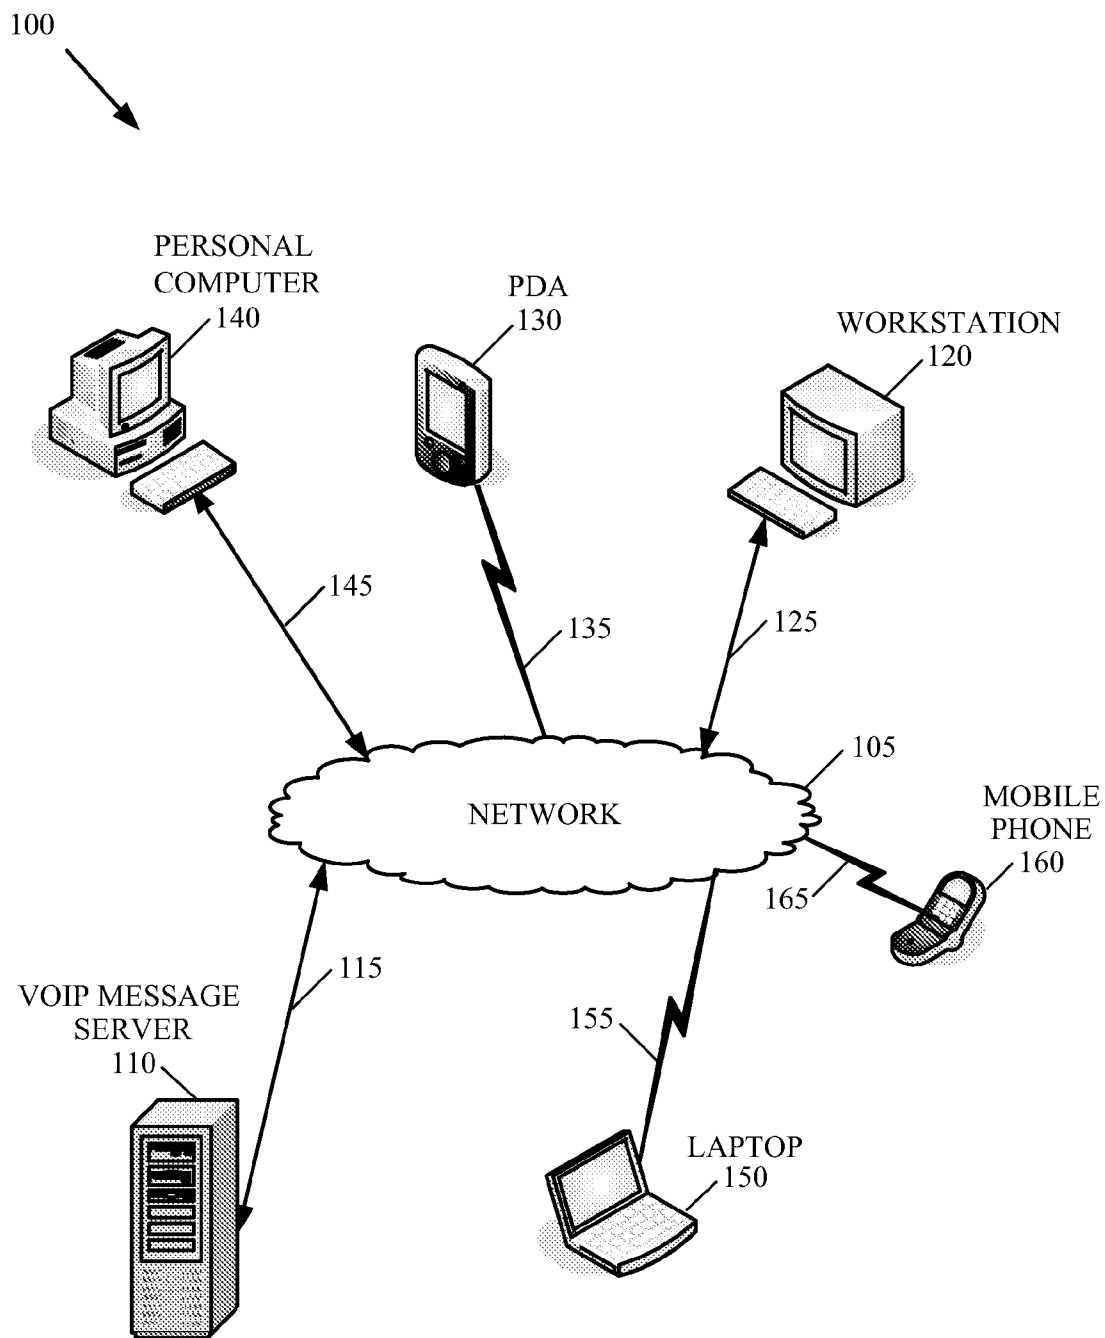 100
PERSONAL
COMPUTER
140
PDA
130
WORKSTATION
120
145
135
125
105
NETWORK
MOBILE
PHONE
160
165
115
VOIP MESSAGE
SERVER
110
155
LAPTOP
150